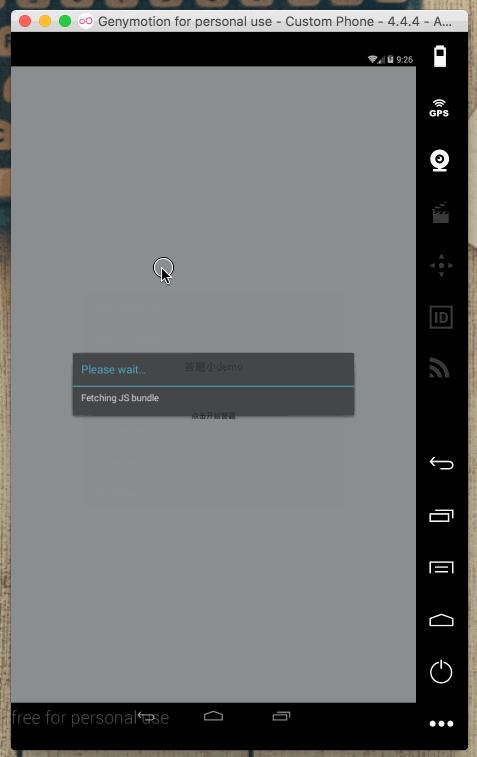 Genymotion for personal use - Custom Phone - 4.4.4 - A...
9:26
GPS
Please wait...
答题小demo
Fetching JS bundle
点击开始答题
ID
free for personal use